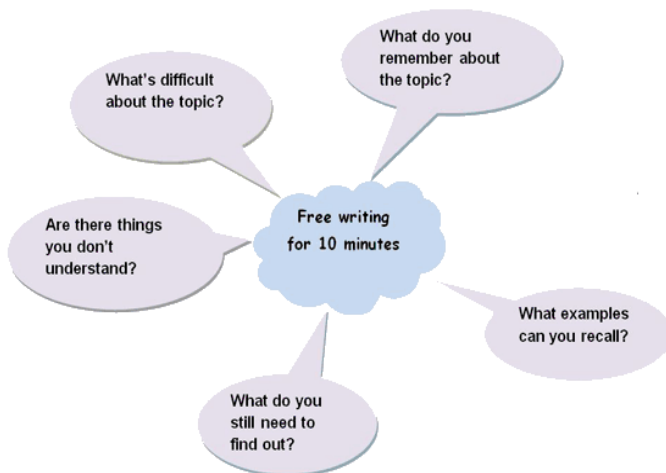 What do you
remember about
the topic?
What's difficult
about the topic?
Free writing
for 10 minutes
Are there things
you don't
understand?
What examples
can you recall?
What do you
still need to
find out?